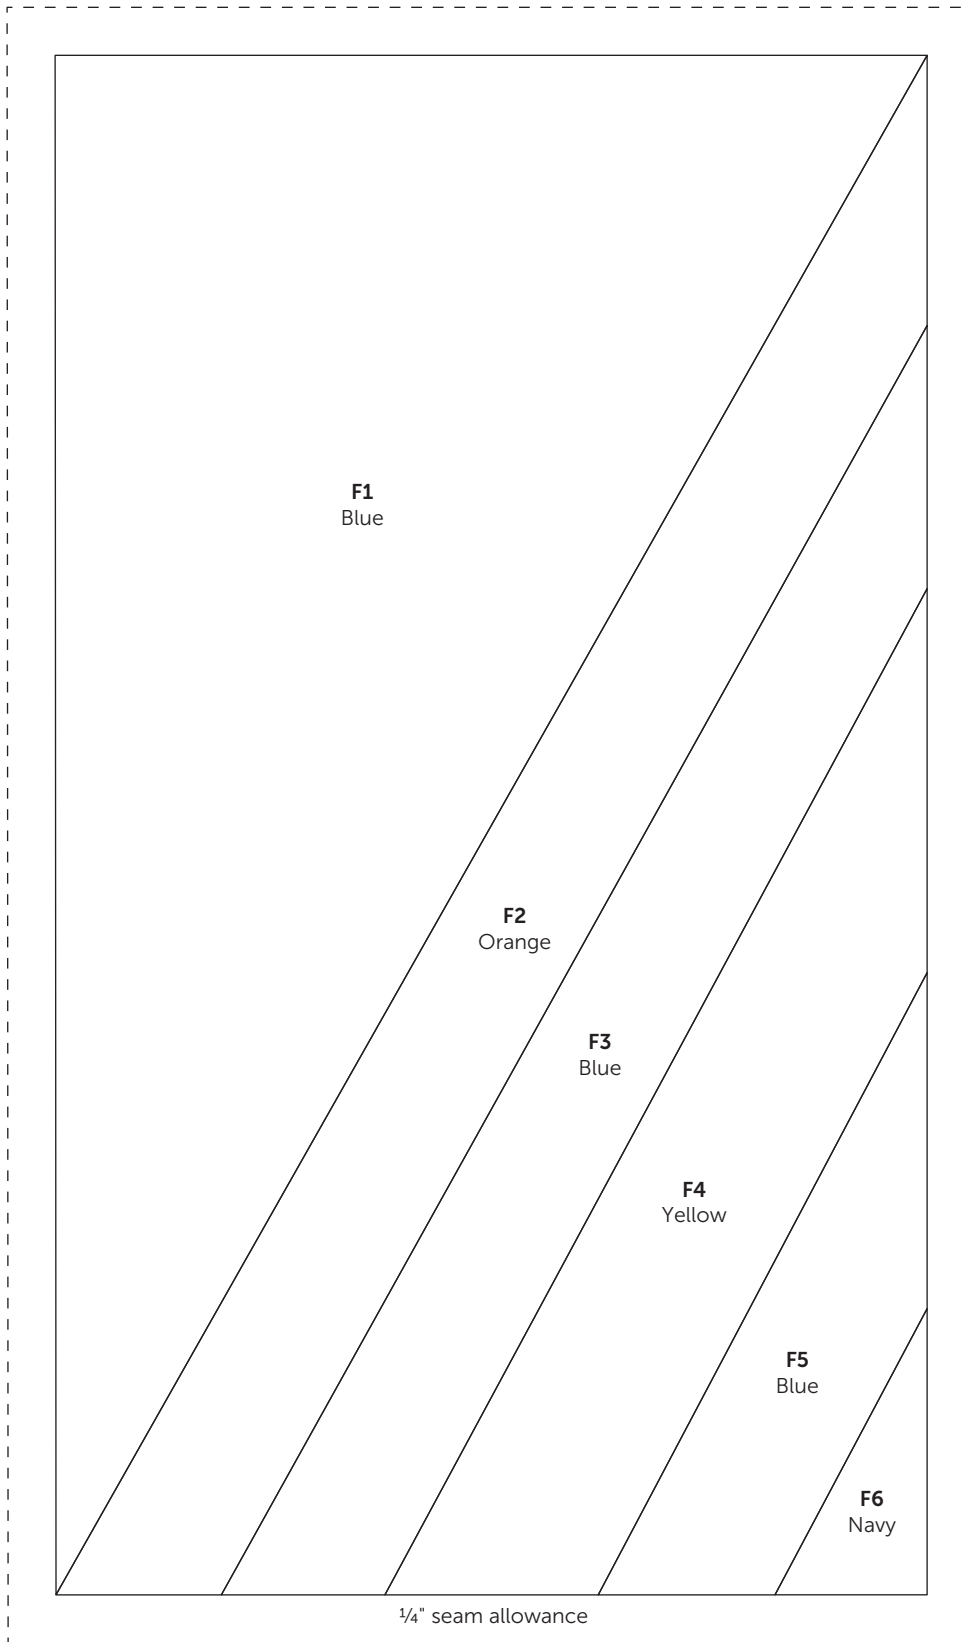 F1
Blue
F2
Orange
F3
Blue
F4
Yellow
F5
Blue
F6
Navy
¼" seam allowance